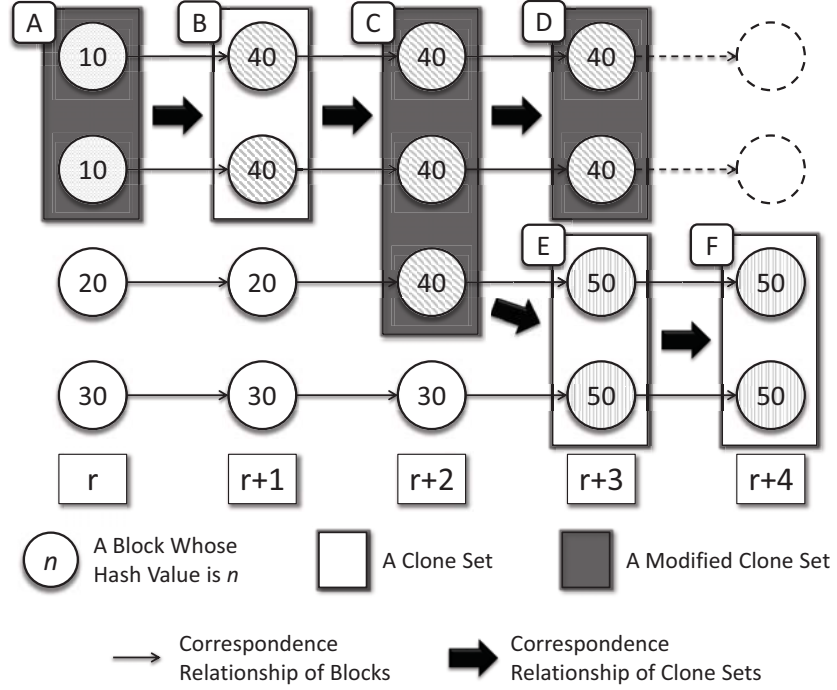 A B C D
10 40 40 40
10 40 40 40
E F
20 20 40 50 50
30 30 30 50 50
r r+1 r+2 r+3 r+4
n
A Block Whose
Hash Value is n
A Clone Set
A Modified Clone Set
Correspondence
Relationship of Blocks
Correspondence
Relationship of Clone Sets